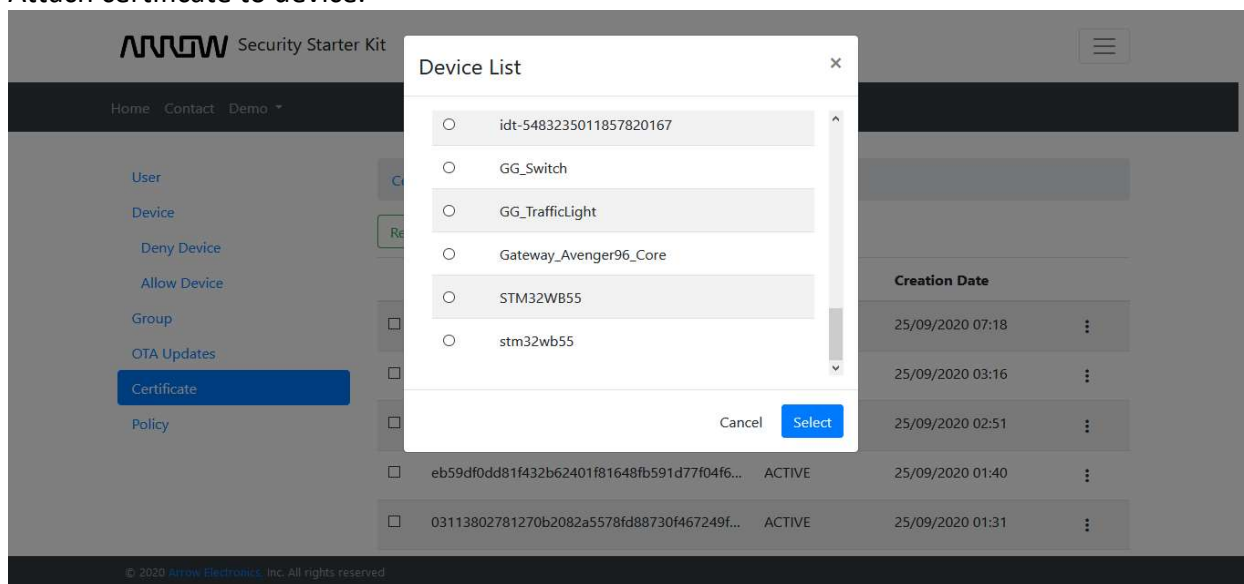 Attach certificate to device.
ARROW Security Starter Kit
Device List ×
Home Contact Demo
idt-5483235011857820167
GG_Switch
GG_TrafficLight
Gateway_Avenger96_Core
STM32WB55
stm32wb55
Cancel Select
User
Device
Deny Device
Allow Device
Group
OTA Updates
Certificate
Policy
Creation Date
25/09/2020 07:18
25/09/2020 03:16
25/09/2020 02:51
eb59df0dd81f432b62401f81648fb591d77f04f6... ACTIVE 25/09/2020 01:40
03113802781270b2082a5578fd88730f467249f... ACTIVE 25/09/2020 01:31
© 2020 Arrow Electronics, Inc. All rights reserved